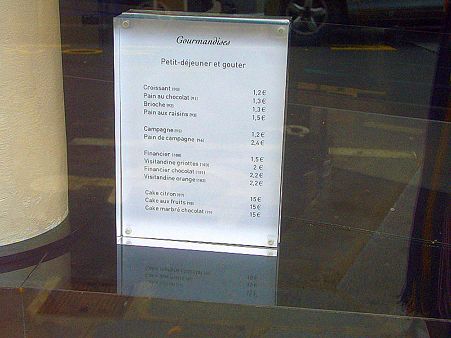 Gourmandises
Petit-déjeuner et gouter
Croissant 1,2€
Pain au chocolat 1,3€
Brioche 1,3€
Pain aux raisins 1,5€
Campagne 1,2€
Pain de campagne 2,4€
Financier 1,5€
Visitandine griottes 2€
Financier chocolat 2,2€
Visitandine orange 2,2€
Cake citron 15€
Cake aux fruits 15€
Cake marbré chocolat 15€